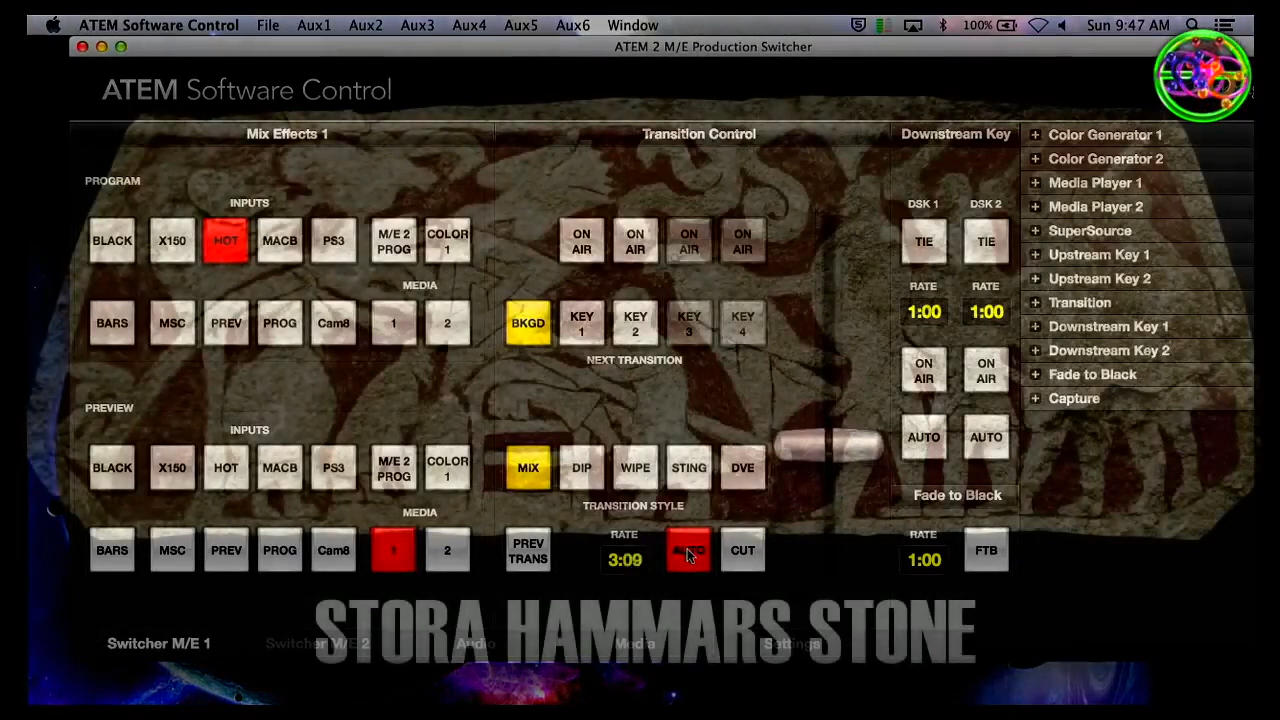 ATEM Software Control File Aux1 Aux2 Aux3 Aux4 Aux5 Aux6 Window 100% Sun 9:47 AM
ATEM 2 M/E Production Switcher
ATEM Software Control
Mix Effects 1 Transition Control Downstream Key
PROGRAM
INPUTS
BLACK X150 HOT MACB PS3 M/E 2 PROG COLOR 1
MEDIA
BARS MSC PREV PROG Cam8 1 2
PREVIEW
INPUTS
BLACK X150 HOT MACB PS3 M/E 2 PROG COLOR 1
MEDIA
BARS MSC PREV PROG Cam8 1 2
ON AIR ON AIR ON AIR ON AIR
BKGD KEY 1 KEY 2 KEY 3 KEY 4
NEXT TRANSITION
MIX DIP WIPE STING DVE
TRANSITION STYLE
PREV TRANS RATE 3:09 AUTO CUT
DSK 1 DSK 2
TIE TIE
RATE RATE
1:00 1:00
ON AIR ON AIR
AUTO AUTO
Fade to Black
RATE 1:00 FTB
+ Color Generator 1
+ Color Generator 2
+ Media Player 1
+ Media Player 2
+ SuperSource
+ Upstream Key 1
+ Upstream Key 2
+ Transition
+ Downstream Key 1
+ Downstream Key 2
+ Fade to Black
+ Capture
Switcher M/E 1 Switcher M/E 2 Audio Media Settings
STORA HAMMARS STONE